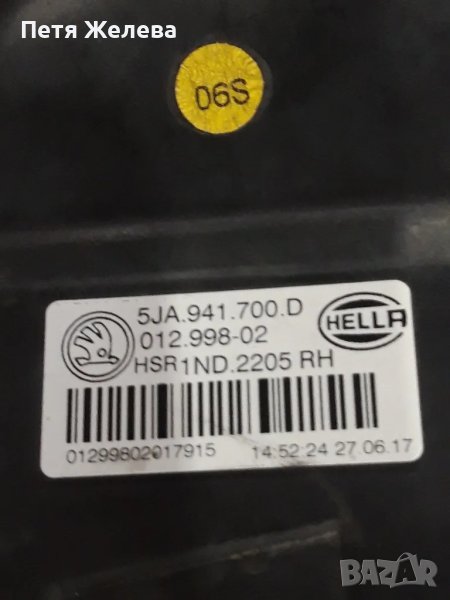 Петя Желева
06S
5JA.941.700.D
012.998-02
HSR1ND.2205 RH
HELLA
01299802017915
14:52:24 27.06.17
BAZAR